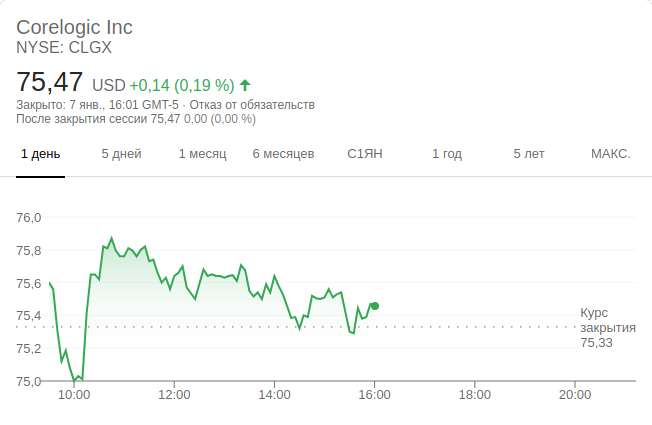 Corelogic Inc
NYSE: CLGX
75,47 USD +0,14 (0,19 %)
Закрыто: 7 янв., 16:01 GMT-5 · Отказ от обязательств
После закрытия сессии 75,47 0,00 (0,00 %)
1 день 5 дней 1 месяц 6 месяцев С1ЯН 1 год 5 лет МАКС.
76,0
75,8
75,6
75,4
75,2
75,0
Курс
закрытия
75,33
10:00 12:00 14:00 16:00 18:00 20:00